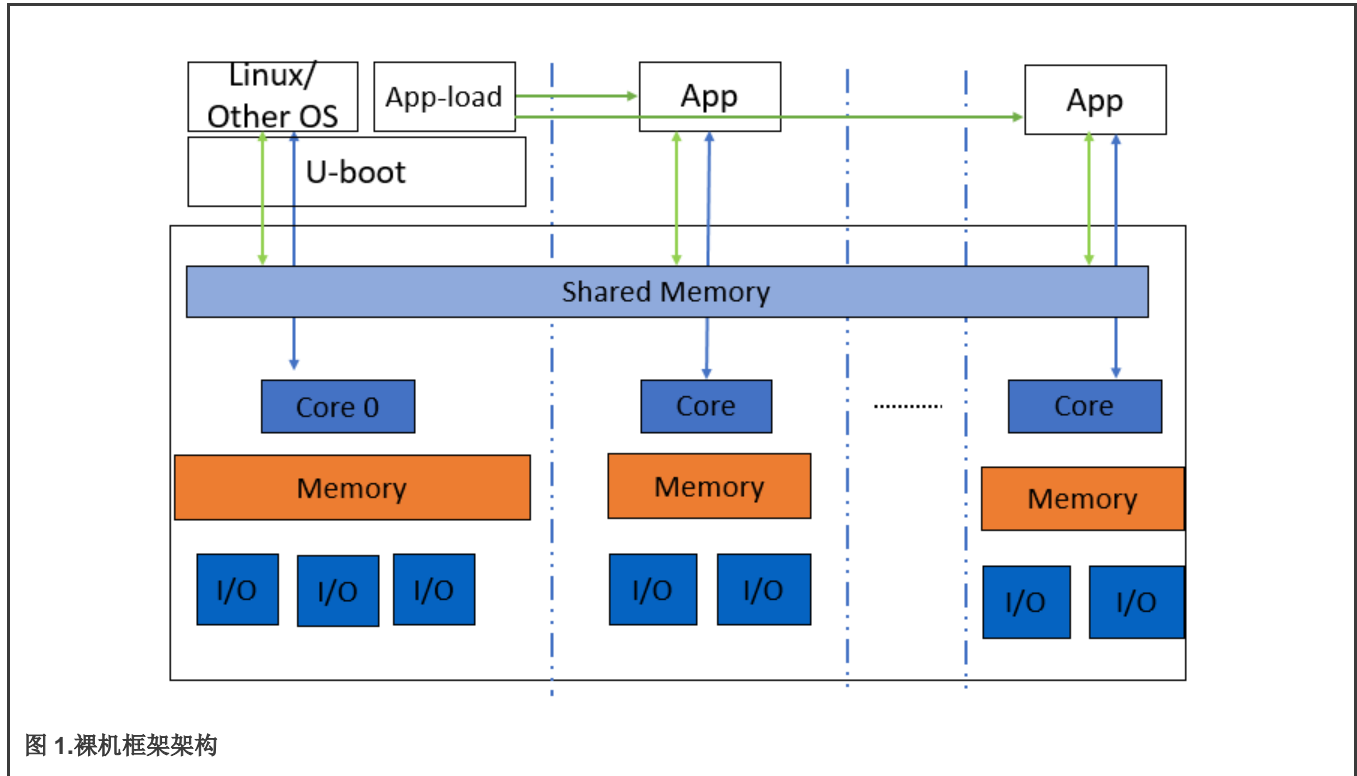 Linux/
Other OS
App-load
App
App
U-boot
Shared Memory
Core 0
Core
Core
Memory
Memory
Memory
I/O
I/O
I/O
I/O
I/O
I/O
I/O
图 1.裸机框架架构